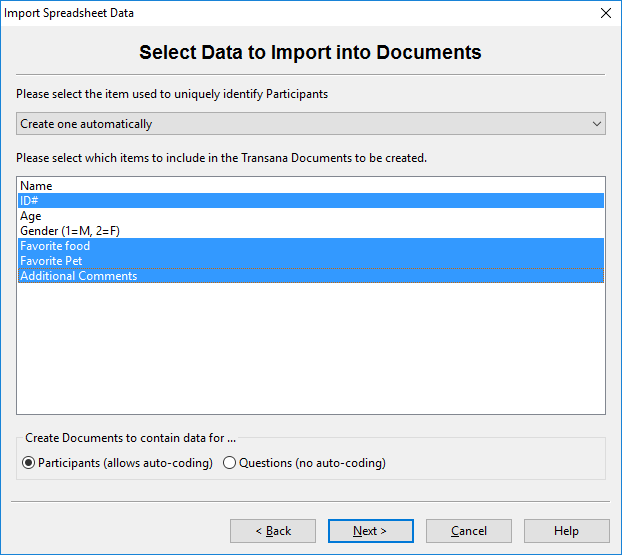 Import Spreadsheet Data
Select Data to Import into Documents
Please select the item used to uniquely identify Participants
Create one automatically
Please select which items to include in the Transana Documents to be created.
Name
ID#
Age
Gender (1=M, 2=F)
Favorite food
Favorite Pet
Additional Comments
Create Documents to contain data for ...
Participants (allows auto-coding) Questions (no auto-coding)
< Back Next > Cancel Help